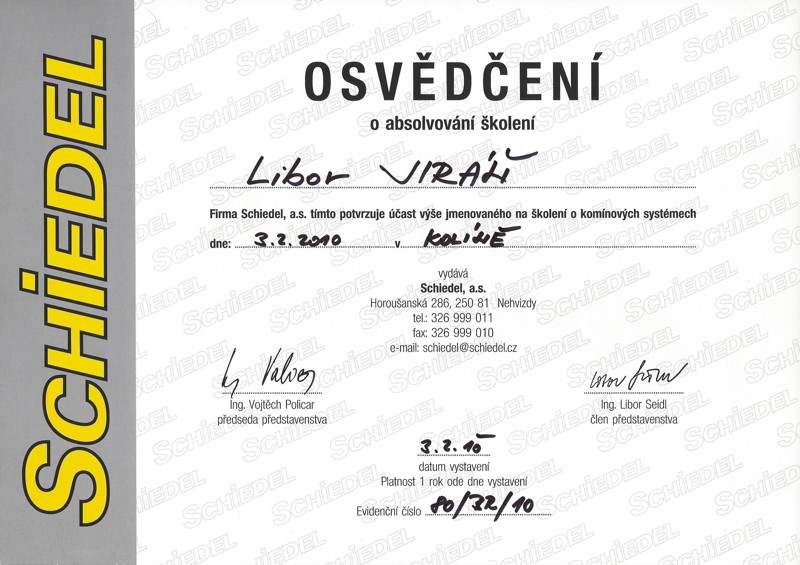 SCHiEDEL
OSVĚDČENÍ
o absolvování školení
Libor VIRÁŠ
Firma Schiedel, a.s. tímto potvrzuje účast výše jmenovaného na školení o komínových systémech
dne: 3.2.2010 v KOLÍNĚ
vydává
Schiedel, a.s.
Horoušanská 286, 250 81 Nehvizdy
tel.: 326 999 011
fax: 326 999 010
e-mail: schiedel@schiedel.cz
Ing. Vojtěch Policar
předseda představenstva
Ing. Libor Seidl
člen představenstva
3.2.10
datum vystavení
Platnost 1 rok ode dne vystavení
Evidenční číslo 80/32/10